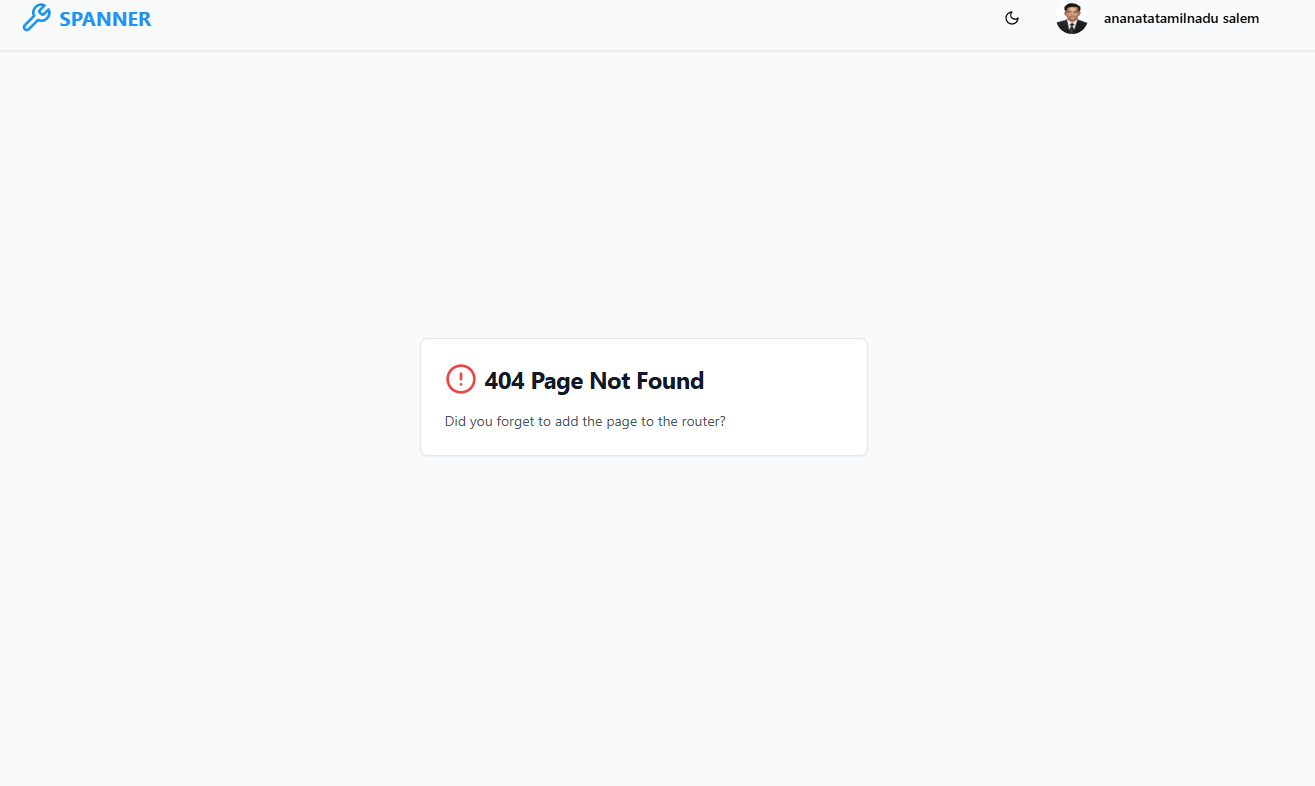 SPANNER
ananatatamilnadu salem
404 Page Not Found
Did you forget to add the page to the router?